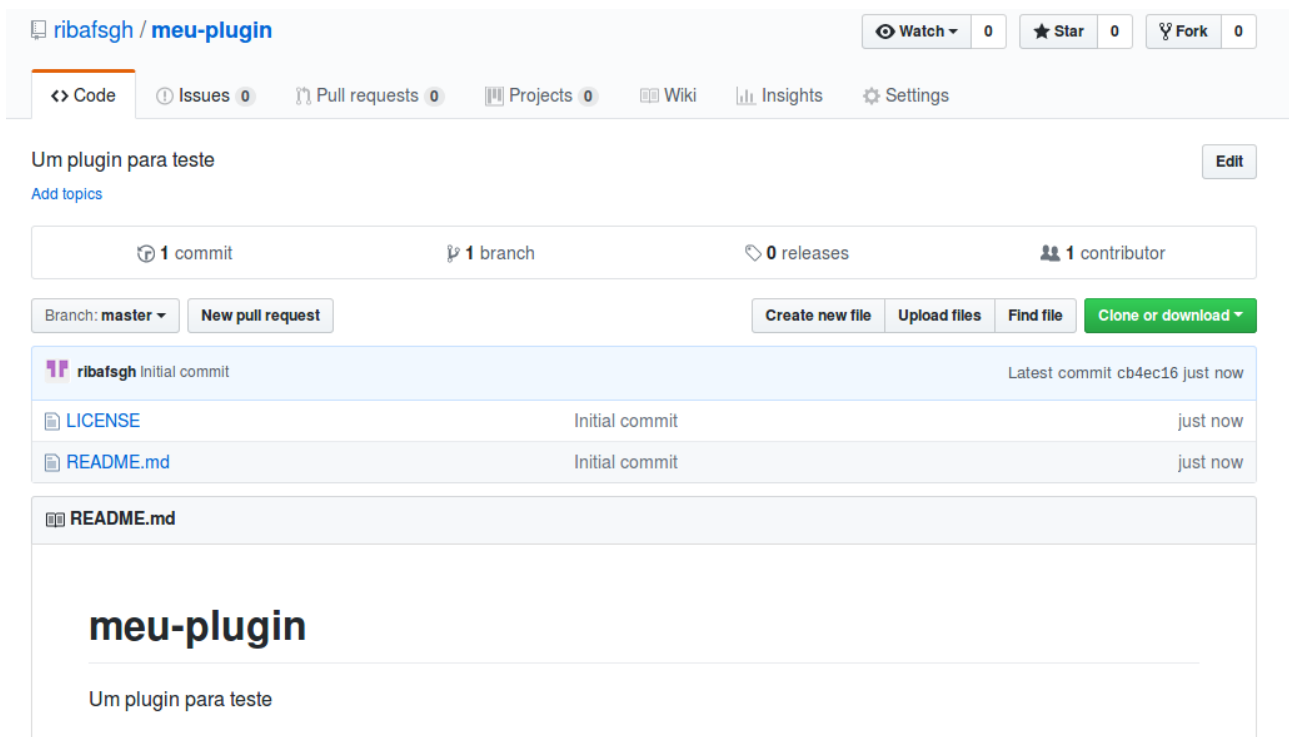 ribafsgh / meu-plugin Watch 0 Star 0 Fork 0
Code Issues 0 Pull requests 0 Projects 0 Wiki Insights Settings
Um plugin para teste Edit
Add topics
1 commit 1 branch 0 releases 1 contributor
Branch: master New pull request Create new file Upload files Find file Clone or download
ribafsgh Initial commit Latest commit cb4ec16 just now
LICENSE Initial commit just now
README.md Initial commit just now
README.md
meu-plugin
Um plugin para teste